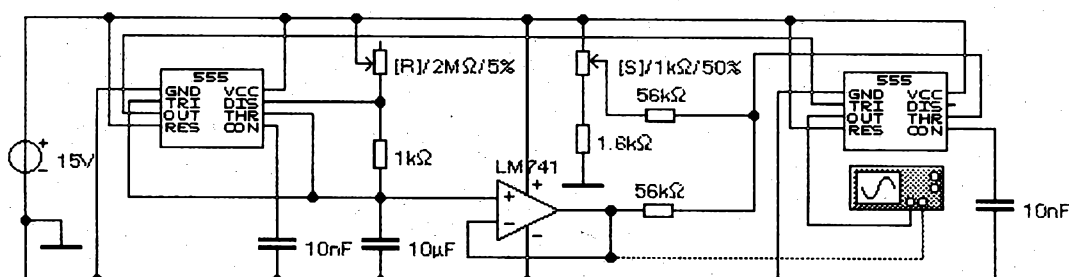 555
GND VCC
TRI DIS
OUT THR
RES CON
[R]/2MΩ/5%
[S]/1kΩ/50%
555
GND VCC
TRI DIS
OUT THR
RES CON
56kΩ
15V
+
-
1kΩ
1.6kΩ
LM741
+
+
-
-
56kΩ
10nF
10µF
10nF